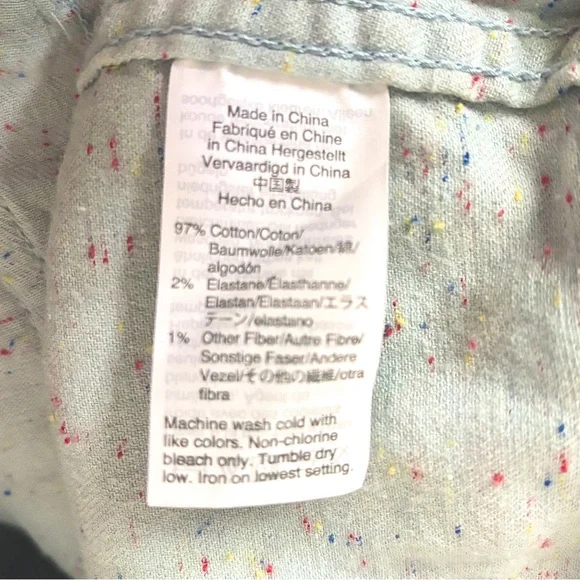 Made in China
Fabriqué en Chine
in China Hergestellt
Vervaardigd in China
中国製
Hecho en China
97% Cotton/Coton/
Baumwolle/Katoen/綿/
algodón
2% Elastane/Élasthanne/
Elastan/Elastaan/エラス
テーン/elastano
1% Other Fiber/Autre Fibre/
Sonstige Faser/Andere
Vezel/その他の繊維/otra
fibra
Machine wash cold with
like colors. Non-chlorine
bleach only. Tumble dry
low. Iron on lowest setting.